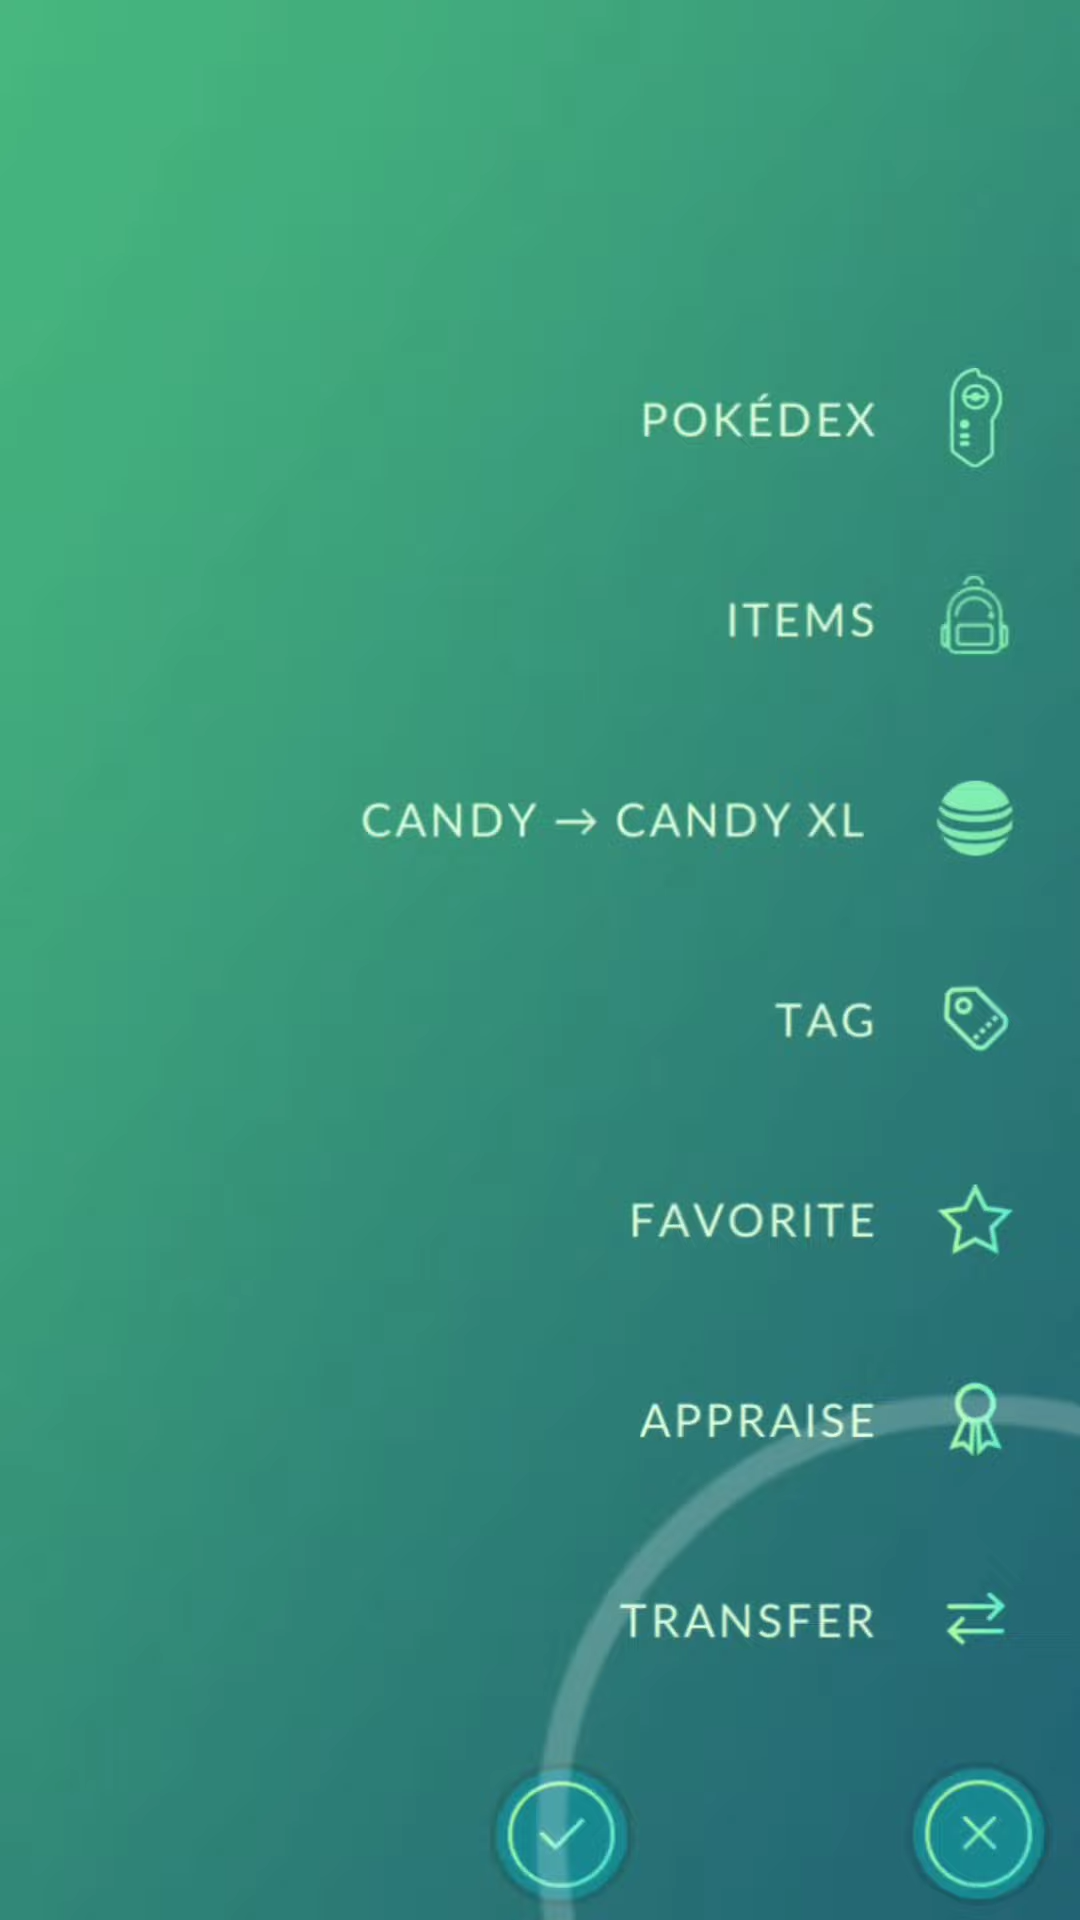 POKÉDEX
ITEMS
CANDY → CANDY XL
TAG
FAVORITE
APPRAISE
TRANSFER